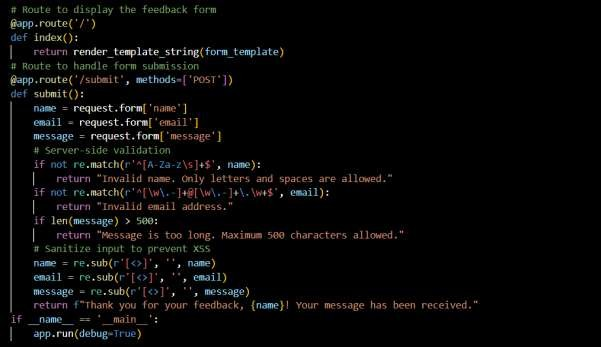 # Route to display the feedback form
@app.route('/')
def index():
    return render_template_string(form_template)
# Route to handle form submission
@app.route('/submit', methods=['POST'])
def submit():
    name = request.form['name']
    email = request.form['email']
    message = request.form['message']
    # Server-side validation
    if not re.match(r'^[A-Za-z\s]+$', name):
        return "Invalid name. Only letters and spaces are allowed."
    if not re.match(r'^[\w\.-]+@[\w\.-]+\.\w+$', email):
        return "Invalid email address."
    if len(message) > 500:
        return "Message is too long. Maximum 500 characters allowed."
    # Sanitize input to prevent XSS
    name = re.sub(r'[<>]', '', name)
    email = re.sub(r'[<>]', '', email)
    message = re.sub(r'[<>]', '', message)
    return f"Thank you for your feedback, {name}! Your message has been received."
if __name__ == '__main__':
    app.run(debug=True)